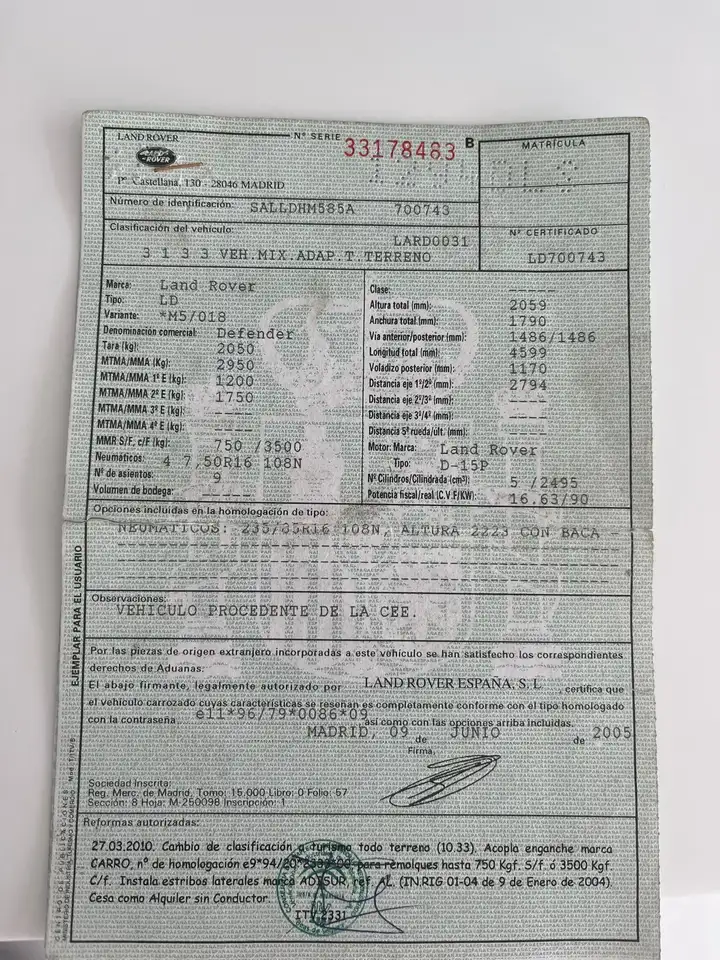 LAND ROVER
Nº SERIE 33178483 B
MATRÍCULA
LAND ROVER
Pº Castellana, 130 - 28046 MADRID
Número de identificación: SALLDHM585A 700743
Clasificación del vehículo: LARD0031
3 1 3 3 VEH.MIX.ADAP.T.TERRENO
Nº CERTIFICADO
LD700743
Marca: Land Rover
Tipo: LD
Variante: *M5/018
Denominación comercial: Defender
Tara (kg): 2050
MTMA/MMA (Kg): 2950
MTMA/MMA 1º E (kg): 1200
MTMA/MMA 2º E (kg): 1750
MTMA/MMA 3º E (kg): ----
MTMA/MMA 4º E (kg): ----
MMR S/F, c/F (kg): 750 /3500
Neumáticos: 4 7,50R16 108N
Nº de asientos: 9
Volumen de bodega: -----
Clase: -----
Altura total (mm): 2059
Anchura total (mm): 1790
Vía anterior/posterior (mm): 1486/1486
Longitud total (mm): 4599
Voladizo posterior (mm): 1170
Distancia eje 1º/2º (mm): 2794
Distancia eje 2º/3º (mm): ----
Distancia eje 3º/4º (mm): ----
Distancia 5ª rueda/últ. (mm): ----
Motor: Marca: Land Rover
Tipo: D-15P
Nº Cilindros/Cilindrada (cm³): 5 /2495
Potencia fiscal/real (C.V.F/KW): 16.63/90
Opciones incluidas en la homologación de tipo:
NEUMATICOS: 235/85R16 108N, ALTURA 2223 CON BACA -
Observaciones:
VEHICULO PROCEDENTE DE LA CEE.
EJEMPLAR PARA EL USUARIO
Por las piezas de origen extranjero incorporadas a este vehículo se han satisfecho los correspondientes
derechos de Aduanas:
El abajo firmante, legalmente autorizado por LAND ROVER ESPAÑA, S. L , certifica que
el vehículo carrozado cuyas características se reseñan es completamente conforme con el tipo homologado
con la contraseña e11*96/79*0086*09 así como con las opciones arriba incluidas.
MADRID, 09 de JUNIO de 2005
Firma,
Sociedad Inscrita:
Reg. Merc. de Madrid, Tomo: 15.000 Libro: 0 Folio: 57
Sección: 8 Hoja: M 250098 Inscripción: 1
Reformas autorizadas:
27.03.2010. Cambio de clasificación a turismo todo terreno (10.33). Acopla enganche marca
CARRO, nº de homologación para remolques hasta 750 Kgf. S/f. ó 3500 Kgf.
C/f. Instala estribos laterales marca ADISUR, ref. AL. (IN.RIG 01-04 de 9 de Enero de 2004).
Cesa como Alquiler sin Conductor.
ITV 2331